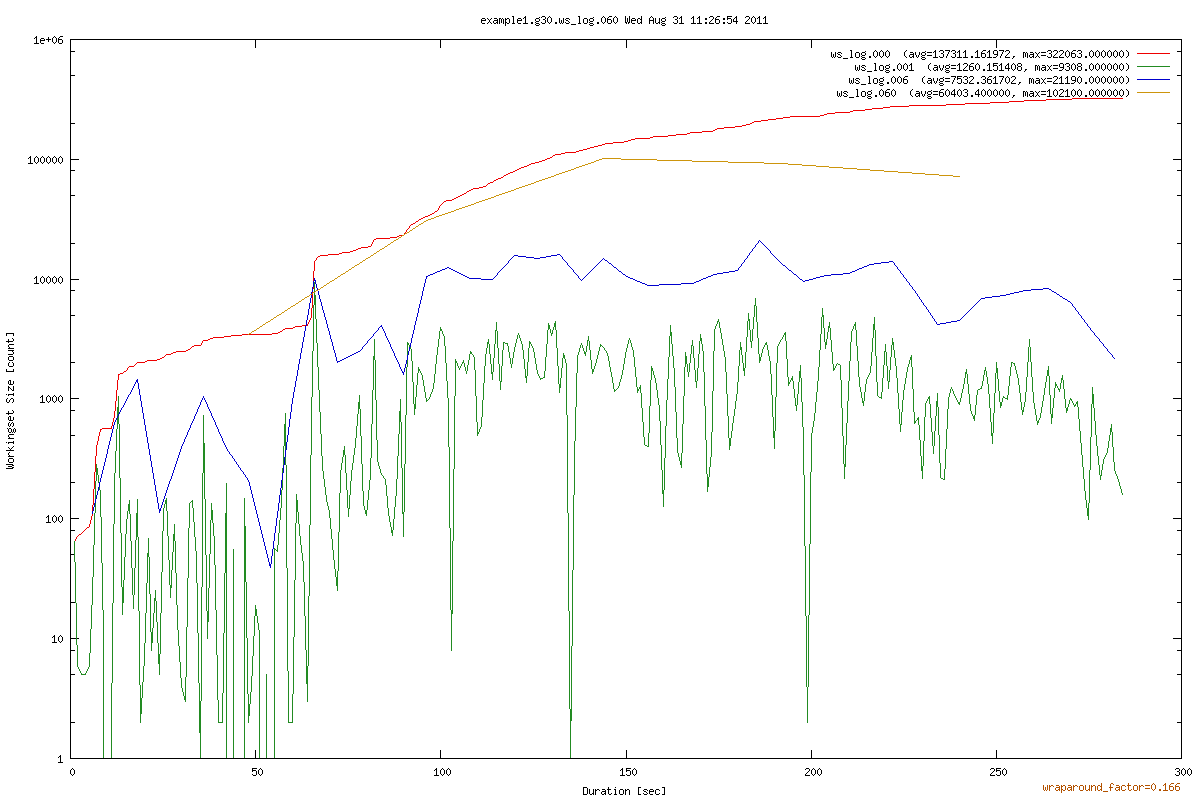 example1.g30.ws_log.060 Wed Aug 31 11:26:54 2011
1e+06
ws_log.000 (avg=137311.161972, max=322063.000000)
ws_log.001 (avg=1260.151408, max=9308.000000)
ws_log.006 (avg=7532.361702, max=21190.000000)
ws_log.060 (avg=60403.400000, max=102100.000000)
100000
10000
1000
100
10
1
Workingset Size [count]
0 50 100 150 200 250 300
Duration [sec]
wraparound_factor=0.166